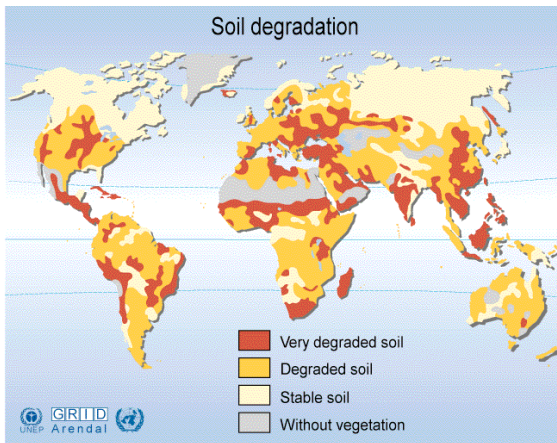 Soil degradation
Very degraded soil
Degraded soil
Stable soil
Without vegetation
UNEP
GRID
Arendal